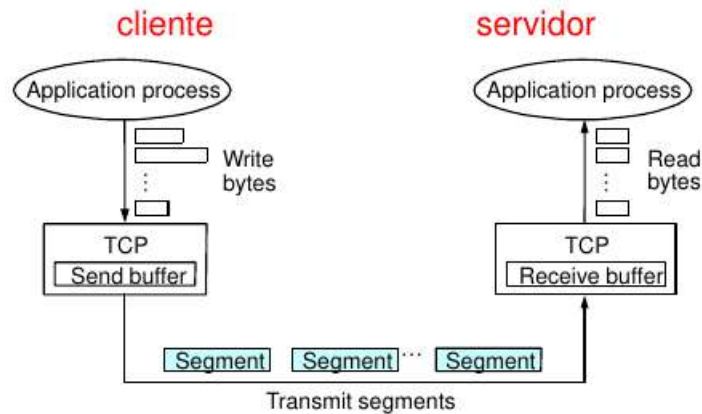 cliente
servidor
Application process
Application process
Write
bytes
Read
bytes
TCP
Send buffer
TCP
Receive buffer
Segment
Segment
...
Segment
Transmit segments